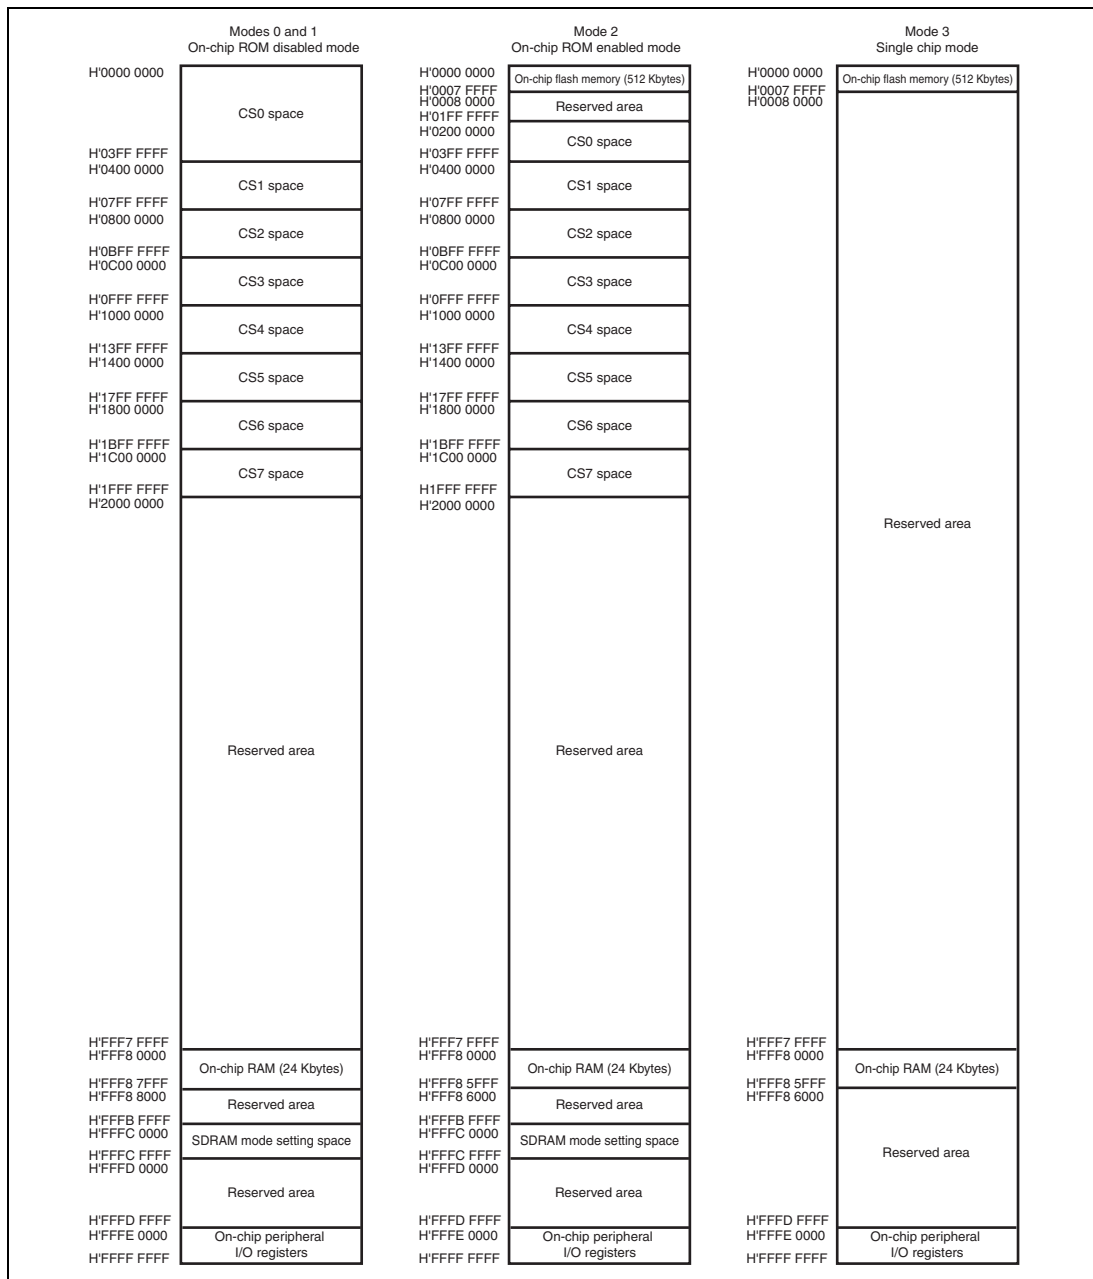 Modes 0 and 1
On-chip ROM disabled mode
H'0000 0000
CS0 space
H'03FF FFFF
H'0400 0000
CS1 space
H'07FF FFFF
H'0800 0000
CS2 space
H'0BFF FFFF
H'0C00 0000
CS3 space
H'0FFF FFFF
H'1000 0000
CS4 space
H'13FF FFFF
H'1400 0000
CS5 space
H'17FF FFFF
H'1800 0000
CS6 space
H'1BFF FFFF
H'1C00 0000
CS7 space
H'1FFF FFFF
H'2000 0000
Reserved area
H'FFF7 FFFF
H'FFF8 0000
On-chip RAM (24 Kbytes)
H'FFF8 7FFF
H'FFF8 8000
Reserved area
H'FFFB FFFF
H'FFFC 0000
SDRAM mode setting space
H'FFFC FFFF
H'FFFD 0000
Reserved area
H'FFFD FFFF
H'FFFE 0000
On-chip peripheral
I/O registers
H'FFFF FFFF
Mode 2
On-chip ROM enabled mode
H'0000 0000
On-chip flash memory (512 Kbytes)
H'0007 FFFF
H'0008 0000
Reserved area
H'01FF FFFF
H'0200 0000
CS0 space
H'03FF FFFF
H'0400 0000
CS1 space
H'07FF FFFF
H'0800 0000
CS2 space
H'0BFF FFFF
H'0C00 0000
CS3 space
H'0FFF FFFF
H'1000 0000
CS4 space
H'13FF FFFF
H'1400 0000
CS5 space
H'17FF FFFF
H'1800 0000
CS6 space
H'1BFF FFFF
H'1C00 0000
CS7 space
H1FFF FFFF
H'2000 0000
Reserved area
H'FFF7 FFFF
H'FFF8 0000
On-chip RAM (24 Kbytes)
H'FFF8 5FFF
H'FFF8 6000
Reserved area
H'FFFB FFFF
H'FFFC 0000
SDRAM mode setting space
H'FFFC FFFF
H'FFFD 0000
Reserved area
H'FFFD FFFF
H'FFFE 0000
On-chip peripheral
I/O registers
H'FFFF FFFF
Mode 3
Single chip mode
H'0000 0000
On-chip flash memory (512 Kbytes)
H'0007 FFFF
H'0008 0000
Reserved area
H'FFF7 FFFF
H'FFF8 0000
On-chip RAM (24 Kbytes)
H'FFF8 5FFF
H'FFF8 6000
Reserved area
H'FFFD FFFF
H'FFFE 0000
On-chip peripheral
I/O registers
H'FFFF FFFF